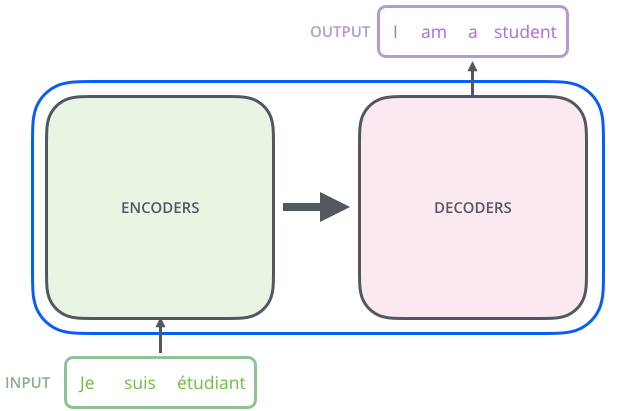 OUTPUT I am a student
ENCODERS DECODERS
INPUT Je suis étudiant